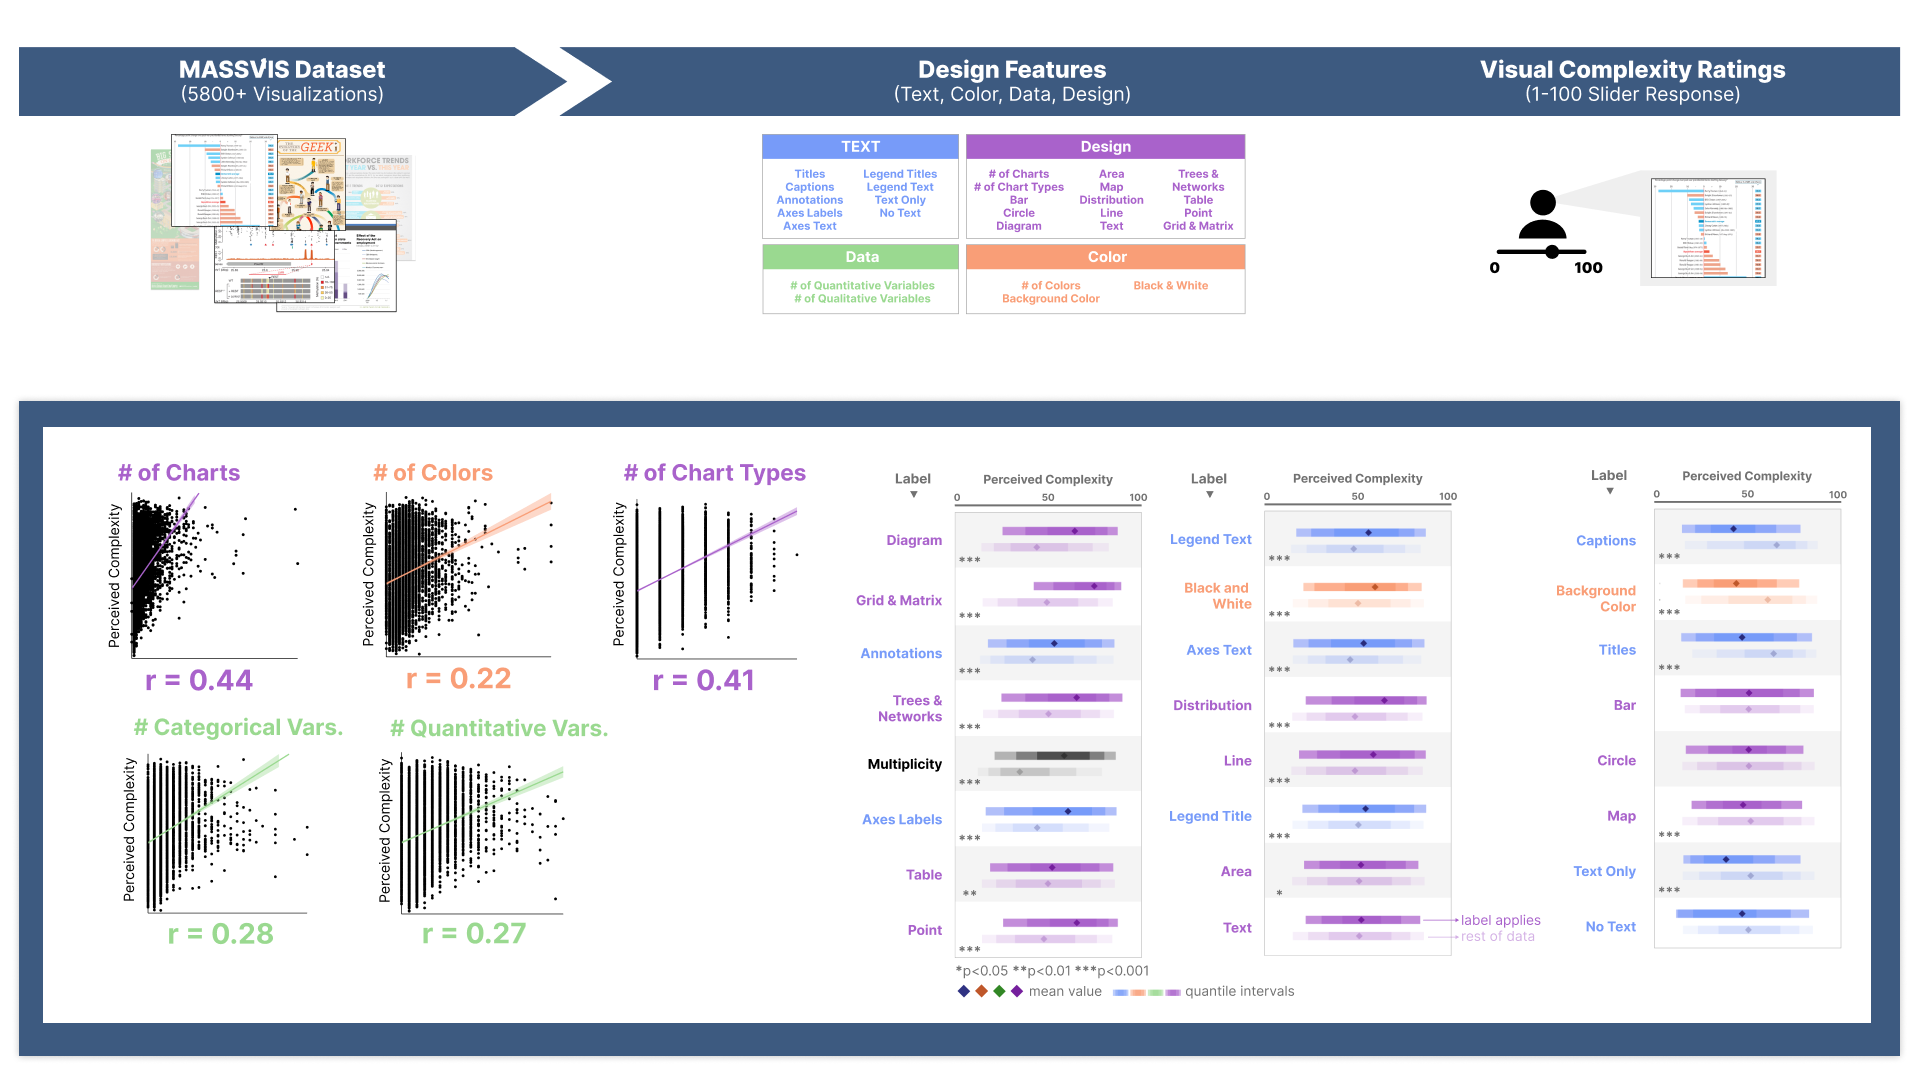 MASSVIS Dataset
(5800+ Visualizations)
Design Features
(Text, Color, Data, Design)
Visual Complexity Ratings
(1-100 Slider Response)
THE
GEEK
EKFORCE TRENDS
TEXT
Titles
Captions
Annotations
Axes Labels
Axes Text
Legend Titles
Legend Text
Text Only
No Text
Design
# of Charts
# of Chart Types
Bar
Circle
Diagram
Area
Map
Distribution
Line
Text
Trees &
Networks
Table
Point
Grid & Matrix
Data
# of Quantitative Variables
# of Qualitative Variables
Color
# of Colors
Background Color
Black & White
0
100
# of Charts
Perceived Complexity
r = 0.44
# of Colors
Perceived Complexity
r = 0.22
# of Chart Types
Perceived Complexity
r = 0.41
# Categorical Vars.
Perceived Complexity
r = 0.28
# Quantitative Vars.
Perceived Complexity
r = 0.27
Label
Perceived Complexity
0 50 100
Diagram
***
Grid & Matrix
***
Annotations
***
Trees &
Networks
***
Multiplicity
***
Axes Labels
***
Table
**
Point
***
*p<0.05 **p<0.01 ***p<0.001
mean value
quantile intervals
Label
Perceived Complexity
0 50 100
Legend Text
***
Black and
White
***
Axes Text
***
Distribution
***
Line
***
Legend Title
***
Area
*
Text
label applies
rest of data
Label
Perceived Complexity
0 50 100
Captions
***
Background
Color
***
Titles
***
Bar
Circle
Map
***
Text Only
***
No Text